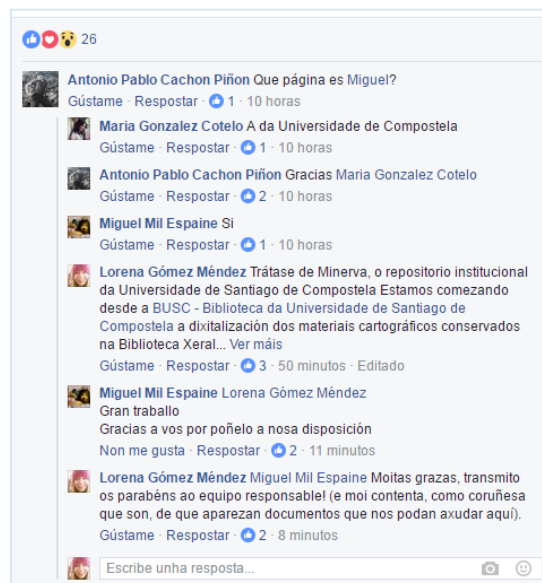 26
Antonio Pablo Cachon Piñon Que página es Miguel?
Gústame · Respostar · 1 · 10 horas
Maria Gonzalez Cotelo A da Universidade de Compostela
Gústame · Respostar · 1 · 10 horas
Antonio Pablo Cachon Piñon Gracias Maria Gonzalez Cotelo
Gústame · Respostar · 2 · 10 horas
Miguel Mil Espaine Si
Gústame · Respostar · 1 · 10 horas
Lorena Gómez Méndez Trátase de Minerva, o repositorio institucional
da Universidade de Santiago de Compostela Estamos comezando
desde a BUSC - Biblioteca da Universidade de Santiago de
Compostela a dixitalización dos materiais cartográficos conservados
na Biblioteca Xeral... Ver máis
Gústame · Respostar · 3 · 50 minutos · Editado
Miguel Mil Espaine Lorena Gómez Méndez
Gran traballo
Gracias a vos por poñelo a nosa disposición
Non me gusta · Respostar · 2 · 11 minutos
Lorena Gómez Méndez Miguel Mil Espaine Moitas grazas, transmito
os parabéns ao equipo responsable! (e moi contenta, como coruñesa
que son, de que aparezan documentos que nos podan axudar aquí).
Gústame · Respostar · 2 · 8 minutos
Escribe unha resposta...